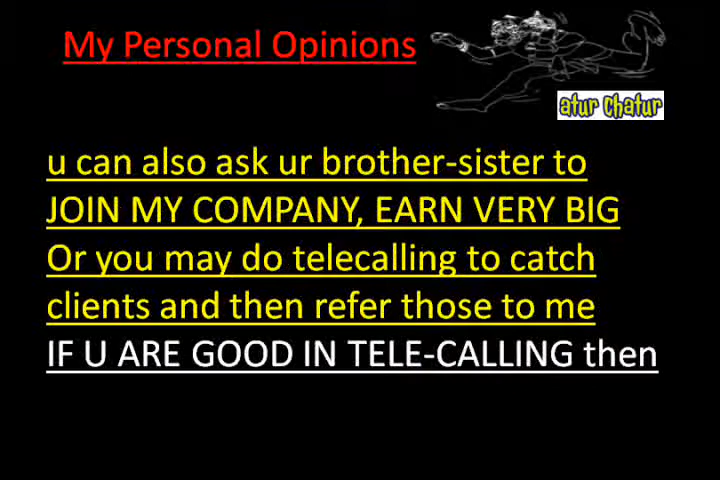 My Personal Opinions
atur chatur
u can also ask ur brother-sister to
JOIN MY COMPANY, EARN VERY BIG
Or you may do telecalling to catch
clients and then refer those to me
IF U ARE GOOD IN TELE-CALLING then